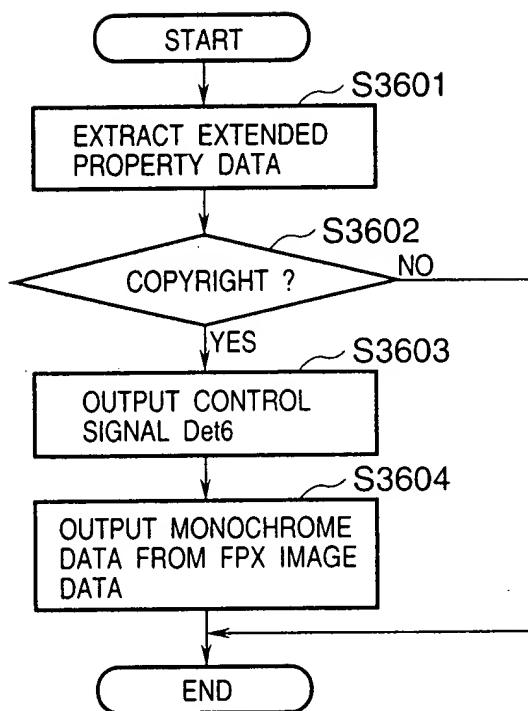 START
S3601
EXTRACT EXTENDED
PROPERTY DATA
S3602
COPYRIGHT ?
NO
YES
S3603
OUTPUT CONTROL
SIGNAL Det6
S3604
OUTPUT MONOCHROME
DATA FROM FPX IMAGE
DATA
END